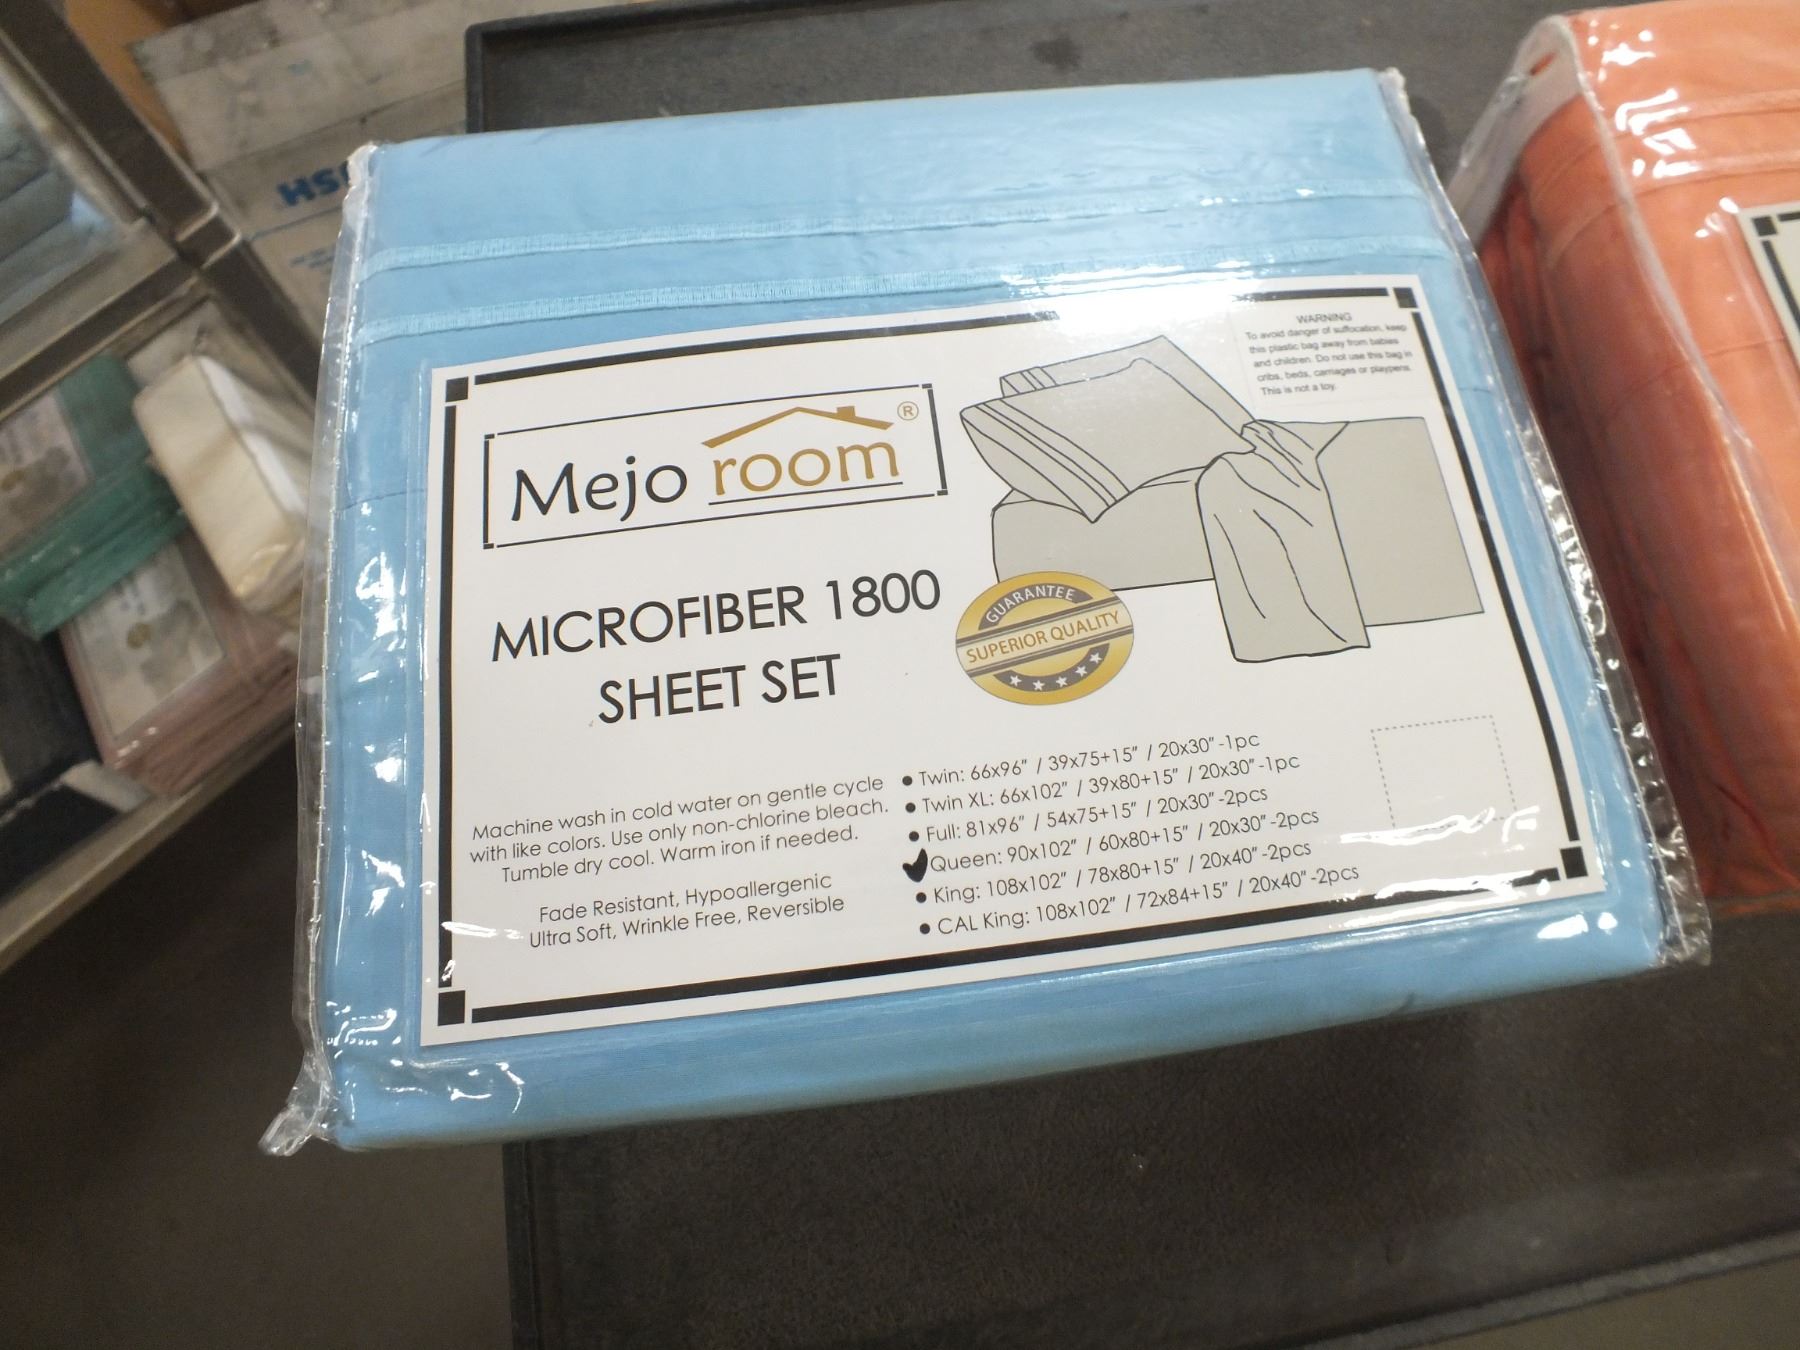 HSH
Mejo room®
MICROFIBER 1800
SHEET SET
WARNING
To avoid danger of suffocation, keep
this plastic bag away from babies
and children. Do not use this bag in
cribs, beds, carriages or playpens.
This is not a toy.
GUARANTEE
SUPERIOR QUALITY
Machine wash in cold water on gentle cycle
with like colors. Use only non-chlorine bleach.
Tumble dry cool. Warm iron if needed.
Fade Resistant, Hypoallergenic
Ultra Soft, Wrinkle Free, Reversible
• Twin: 66x96" / 39x75+15" / 20x30" -1pc
• Twin XL: 66x102" / 39x80+15" / 20x30" -1pc
• Full: 81x96" / 54x75+15" / 20x30" -2pcs
• Queen: 90x102" / 60x80+15" / 20x30" -2pcs
• King: 108x102" / 78x80+15" / 20x40" -2pcs
• CAL King: 108x102" / 72x84+15" / 20x40" -2pcs